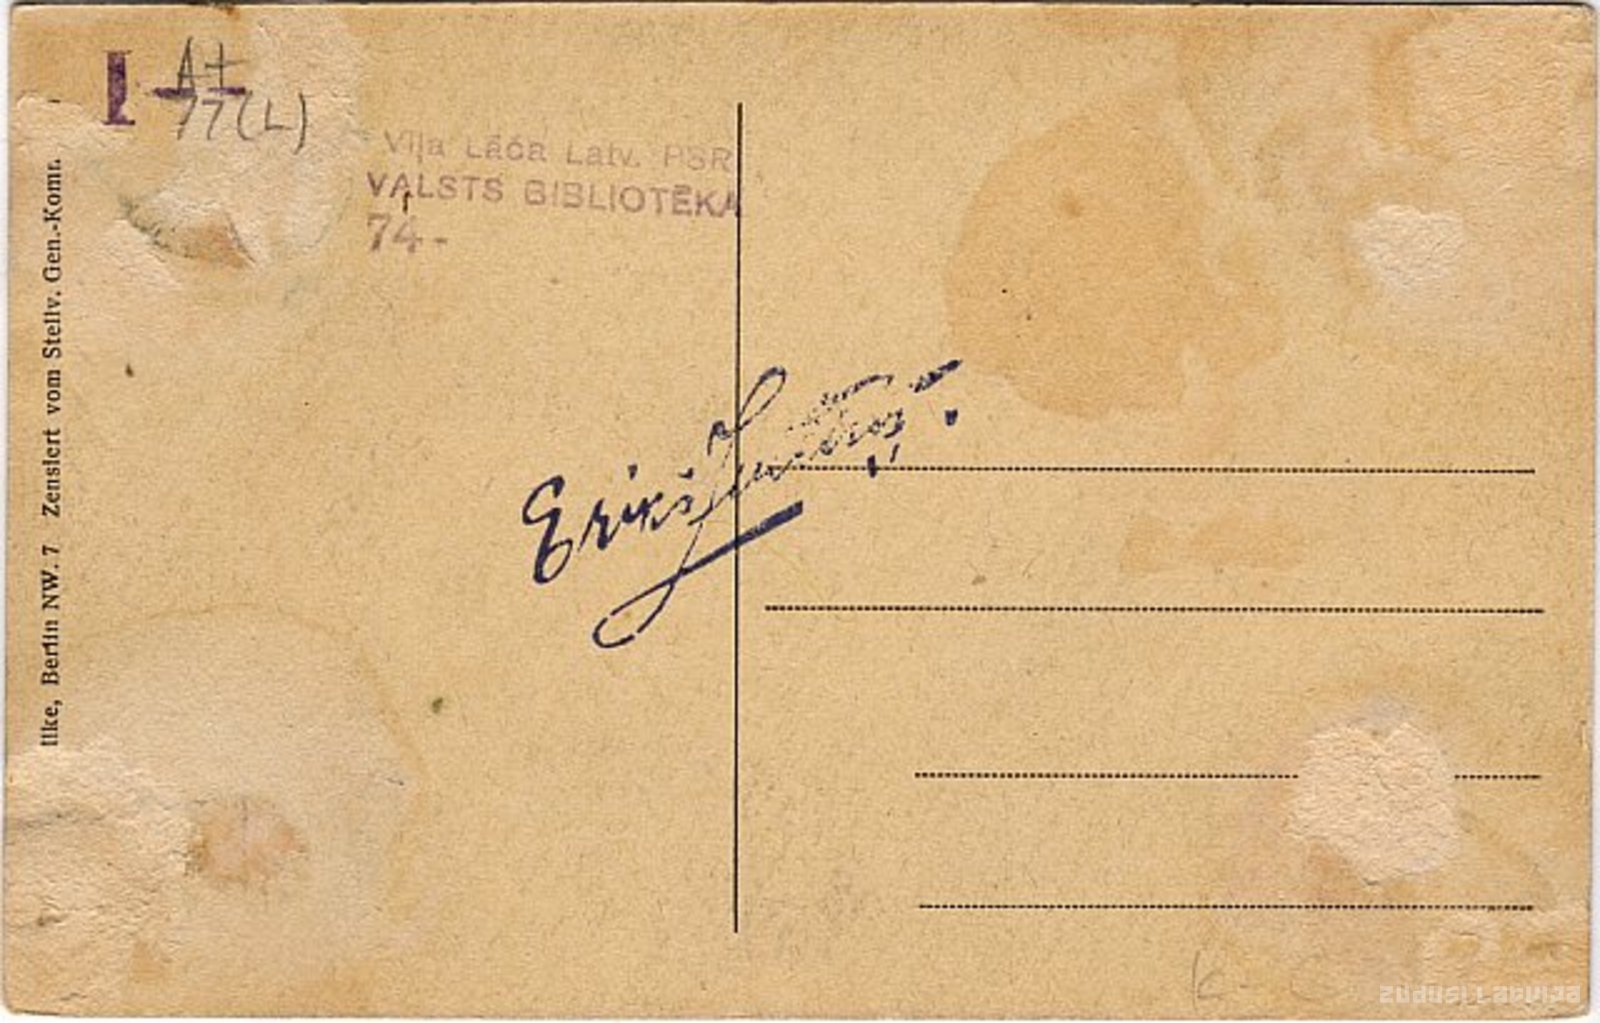 I A+
77(L)
Viļa Lāča Latv. PSR
VALSTS BIBLIOTĒKA
74-
Ēriks
Zensiert vom Stellv. Gen.-Komr.
ilke, Berlin NW. 7
K-
zudusi Latvija